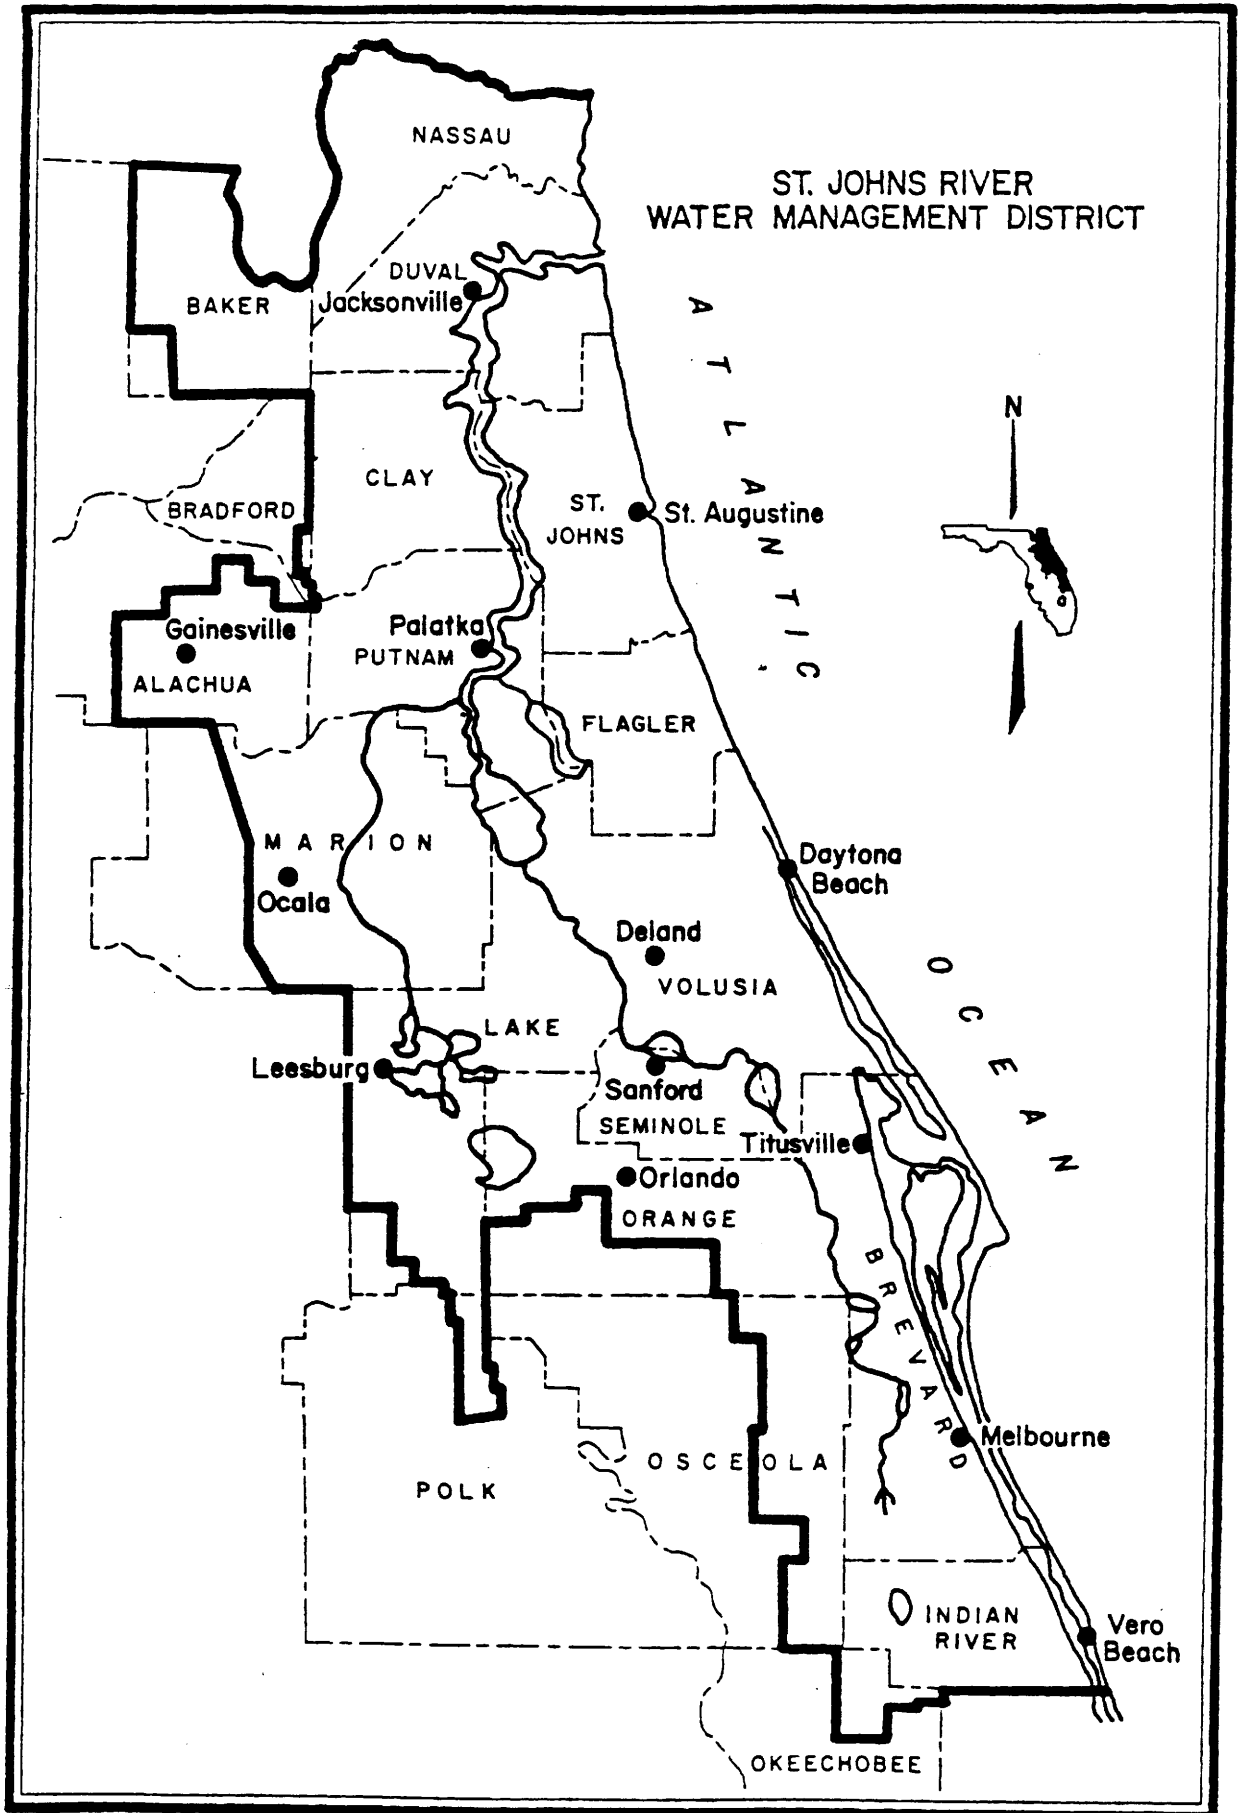 NASSAU
ST. JOHNS RIVER
WATER MANAGEMENT DISTRICT
DUVAL
Jacksonville
BAKER
ATLANTIC
N
CLAY
BRADFORD
ST.
JOHNS
St. Augustine
Gainesville
Palatka
PUTNAM
ALACHUA
FLAGLER
MARION
Ocala
Daytona
Beach
Deland
VOLUSIA
OCEAN
LAKE
Leesburg
Sanford
SEMINOLE
Titusville
Orlando
ORANGE
BREVARD
Melbourne
OSCEOLA
POLK
INDIAN
RIVER
Vero
Beach
OKEECHOBEE